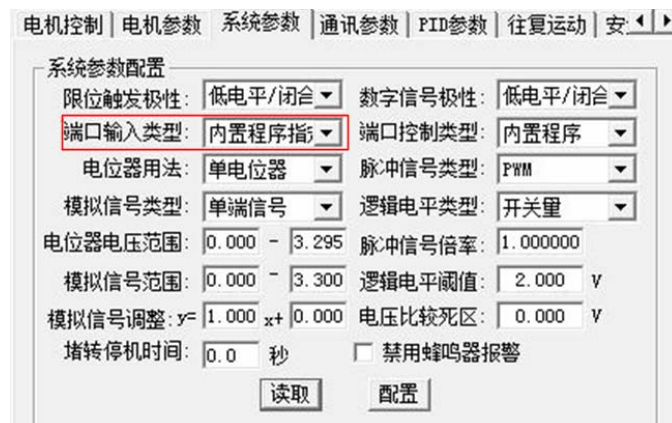 电机控制 电机参数 系统参数 通讯参数 PID参数 往复运动 安
系统参数配置
限位触发极性: 低电平/闭合 数字信号极性: 低电平/闭合
端口输入类型: 内置程序指 端口控制类型: 内置程序
电位器用法: 单电位器 脉冲信号类型: PWM
模拟信号类型: 单端信号 逻辑电平类型: 开关量
电位器电压范围: 0.000 - 3.295 脉冲信号倍率: 1.000000
模拟信号范围: 0.000 - 3.300 逻辑电平阈值: 2.000 V
模拟信号调整: y= 1.000 x+ 0.000 电压比较死区: 0.000 V
堵转停机时间: 0.0 秒 禁用蜂鸣器报警
读取 配置